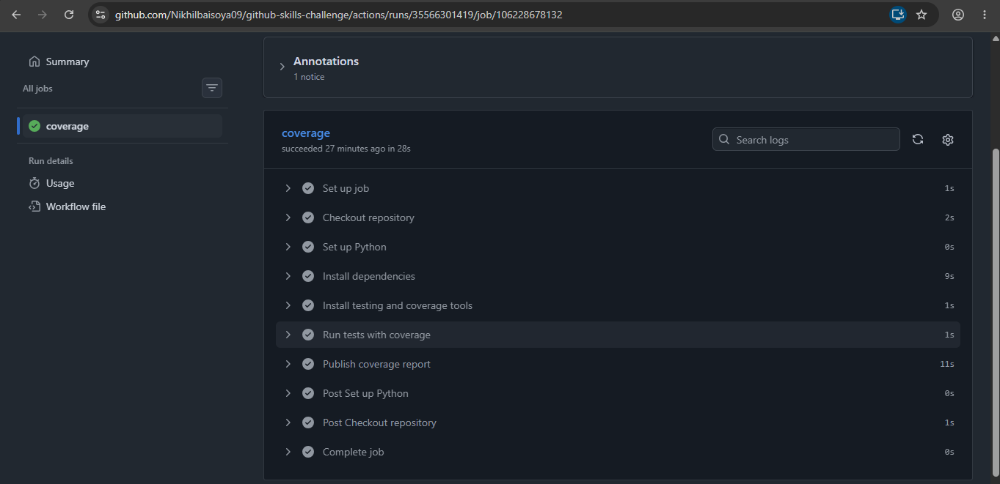 github.com/Nikhilbaisoya09/github-skills-challenge/actions/runs/35566301419/job/106228678132
Summary
All jobs
coverage
Run details
Usage
Workflow file
Annotations
1 notice
coverage
succeeded 27 minutes ago in 28s
Search logs
Set up job 1s
Checkout repository 2s
Set up Python 0s
Install dependencies 9s
Install testing and coverage tools 1s
Run tests with coverage 1s
Publish coverage report 11s
Post Set up Python 0s
Post Checkout repository 1s
Complete job 0s